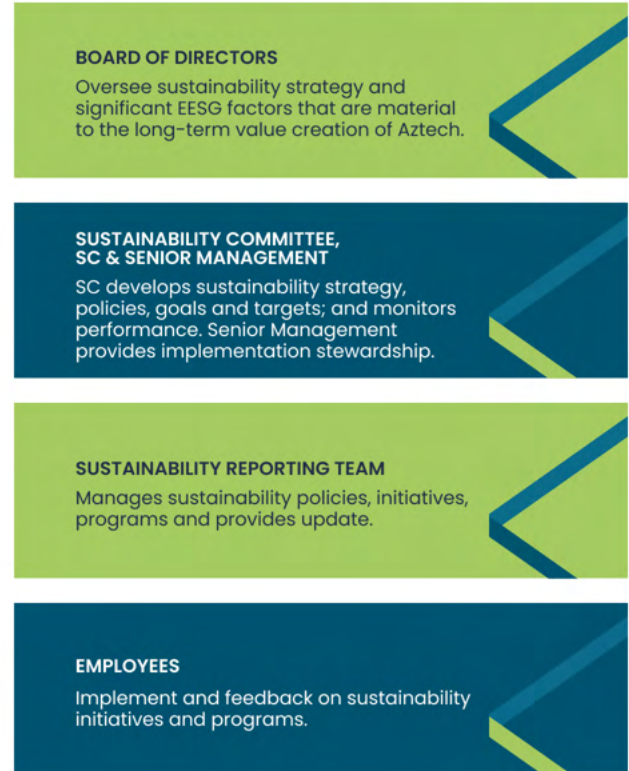 BOARD OF DIRECTORS
Oversee sustainability strategy and
significant EESG factors that are material
to the long-term value creation of Aztech.
SUSTAINABILITY COMMITTEE,
SC & SENIOR MANAGEMENT
SC develops sustainability strategy,
policies, goals and targets; and monitors
performance. Senior Management
provides implementation stewardship.
SUSTAINABILITY REPORTING TEAM
Manages sustainability policies, initiatives,
programs and provides update.
EMPLOYEES
Implement and feedback on sustainability
initiatives and programs.